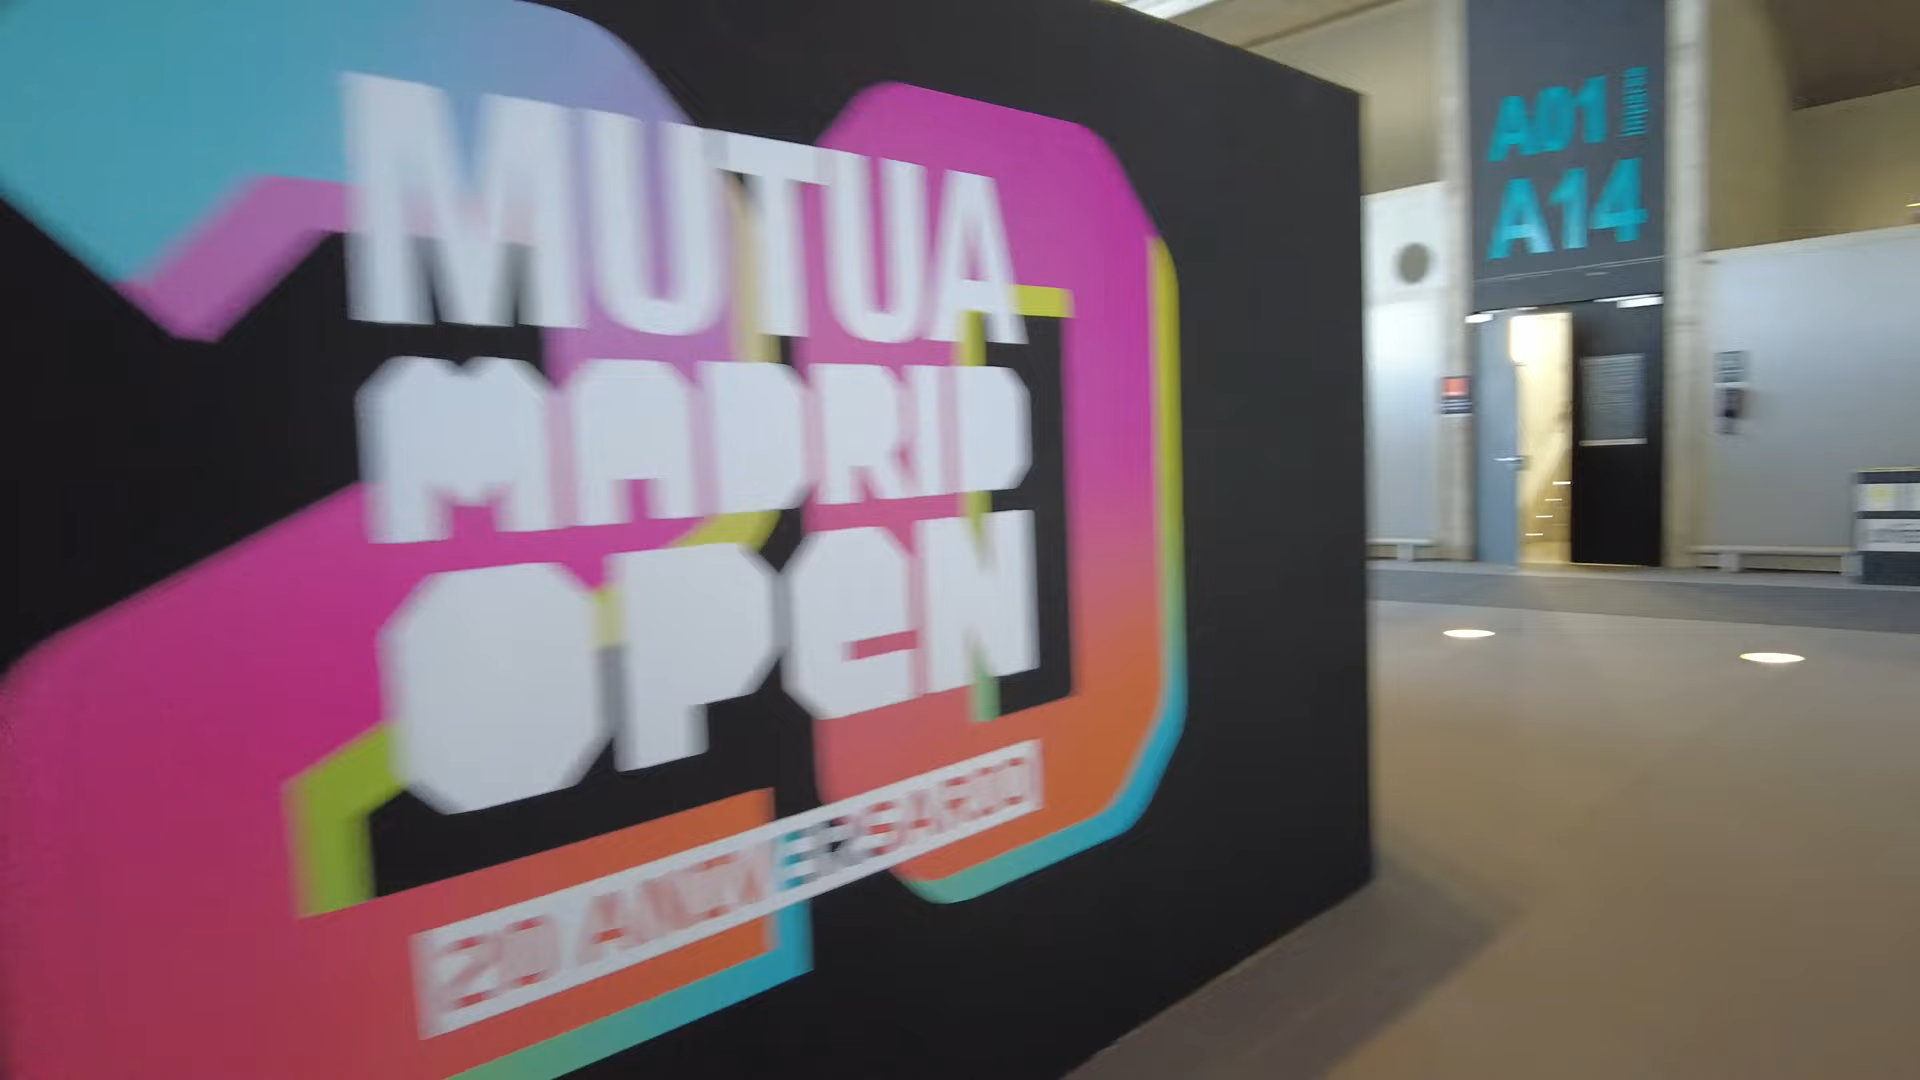 MUTUA
MADRID
OPEN
20 ANIVERSARIO
A01
A14